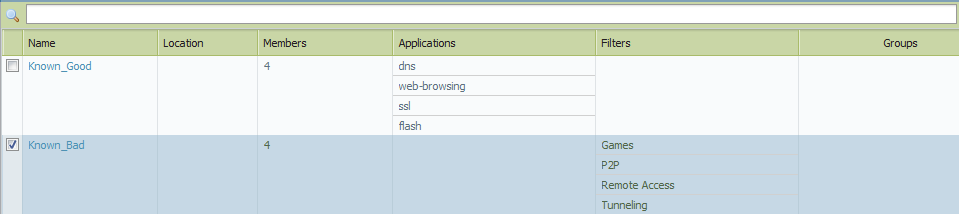 Name Location Members Applications Filters Groups
Known_Good 4 dns
web-browsing
ssl
flash
Known_Bad 4 Games
P2P
Remote Access
Tunneling